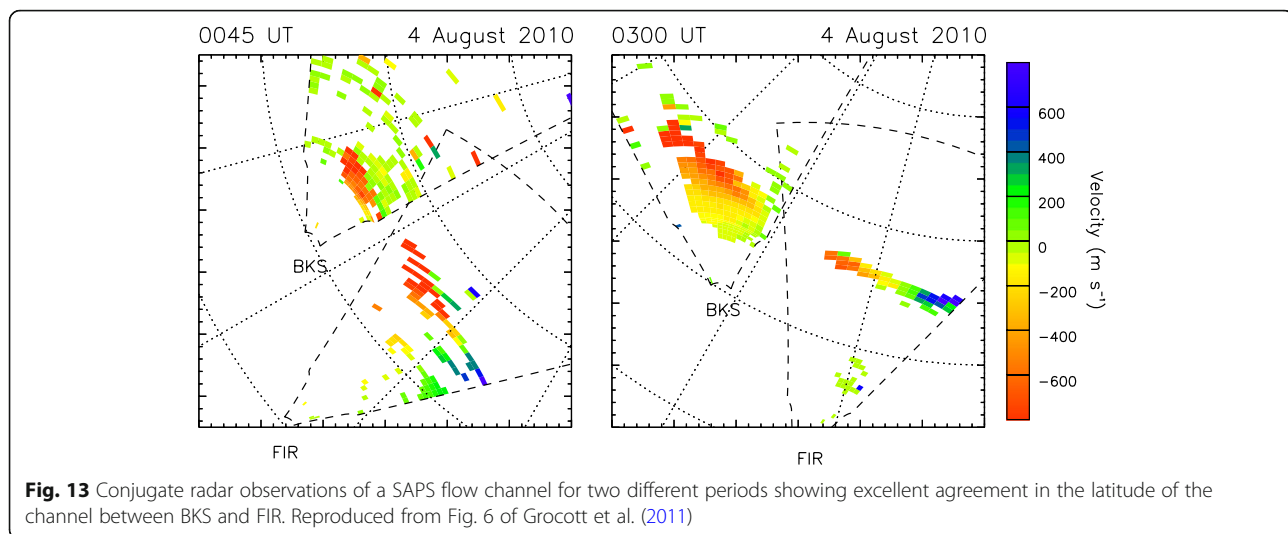 0045 UT 4 August 2010
0300 UT 4 August 2010
BKS
FIR
BKS
FIR
600
400
200
0
−200
−400
−600
Velocity (m s⁻¹)
Fig. 13 Conjugate radar observations of a SAPS flow channel for two different periods showing excellent agreement in the latitude of the
channel between BKS and FIR. Reproduced from Fig. 6 of Grocott et al. (2011)